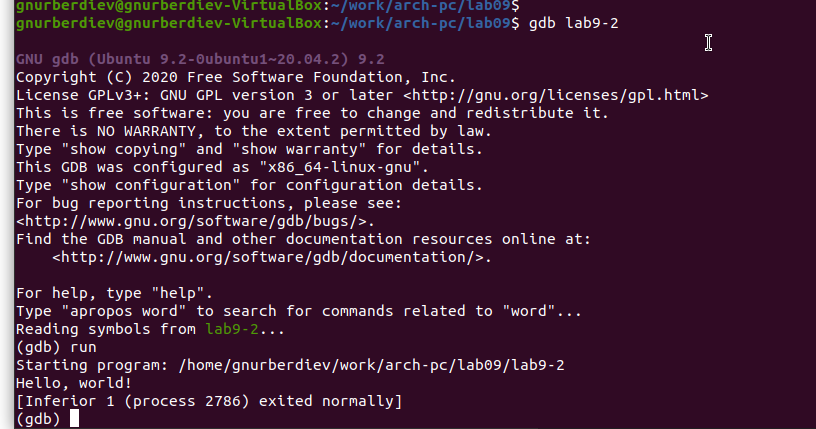 gnurberdiev@gnurberdiev-VirtualBox:~/work/arch-pc/lab09$
gnurberdiev@gnurberdiev-VirtualBox:~/work/arch-pc/lab09$ gdb lab9-2

GNU gdb (Ubuntu 9.2-0ubuntu1~20.04.2) 9.2
Copyright (C) 2020 Free Software Foundation, Inc.
License GPLv3+: GNU GPL version 3 or later <http://gnu.org/licenses/gpl.html>
This is free software: you are free to change and redistribute it.
There is NO WARRANTY, to the extent permitted by law.
Type "show copying" and "show warranty" for details.
This GDB was configured as "x86_64-linux-gnu".
Type "show configuration" for configuration details.
For bug reporting instructions, please see:
<http://www.gnu.org/software/gdb/bugs/>.
Find the GDB manual and other documentation resources online at:
    <http://www.gnu.org/software/gdb/documentation/>.

For help, type "help".
Type "apropos word" to search for commands related to "word"...
Reading symbols from lab9-2...
(gdb) run
Starting program: /home/gnurberdiev/work/arch-pc/lab09/lab9-2
Hello, world!
[Inferior 1 (process 2786) exited normally]
(gdb)